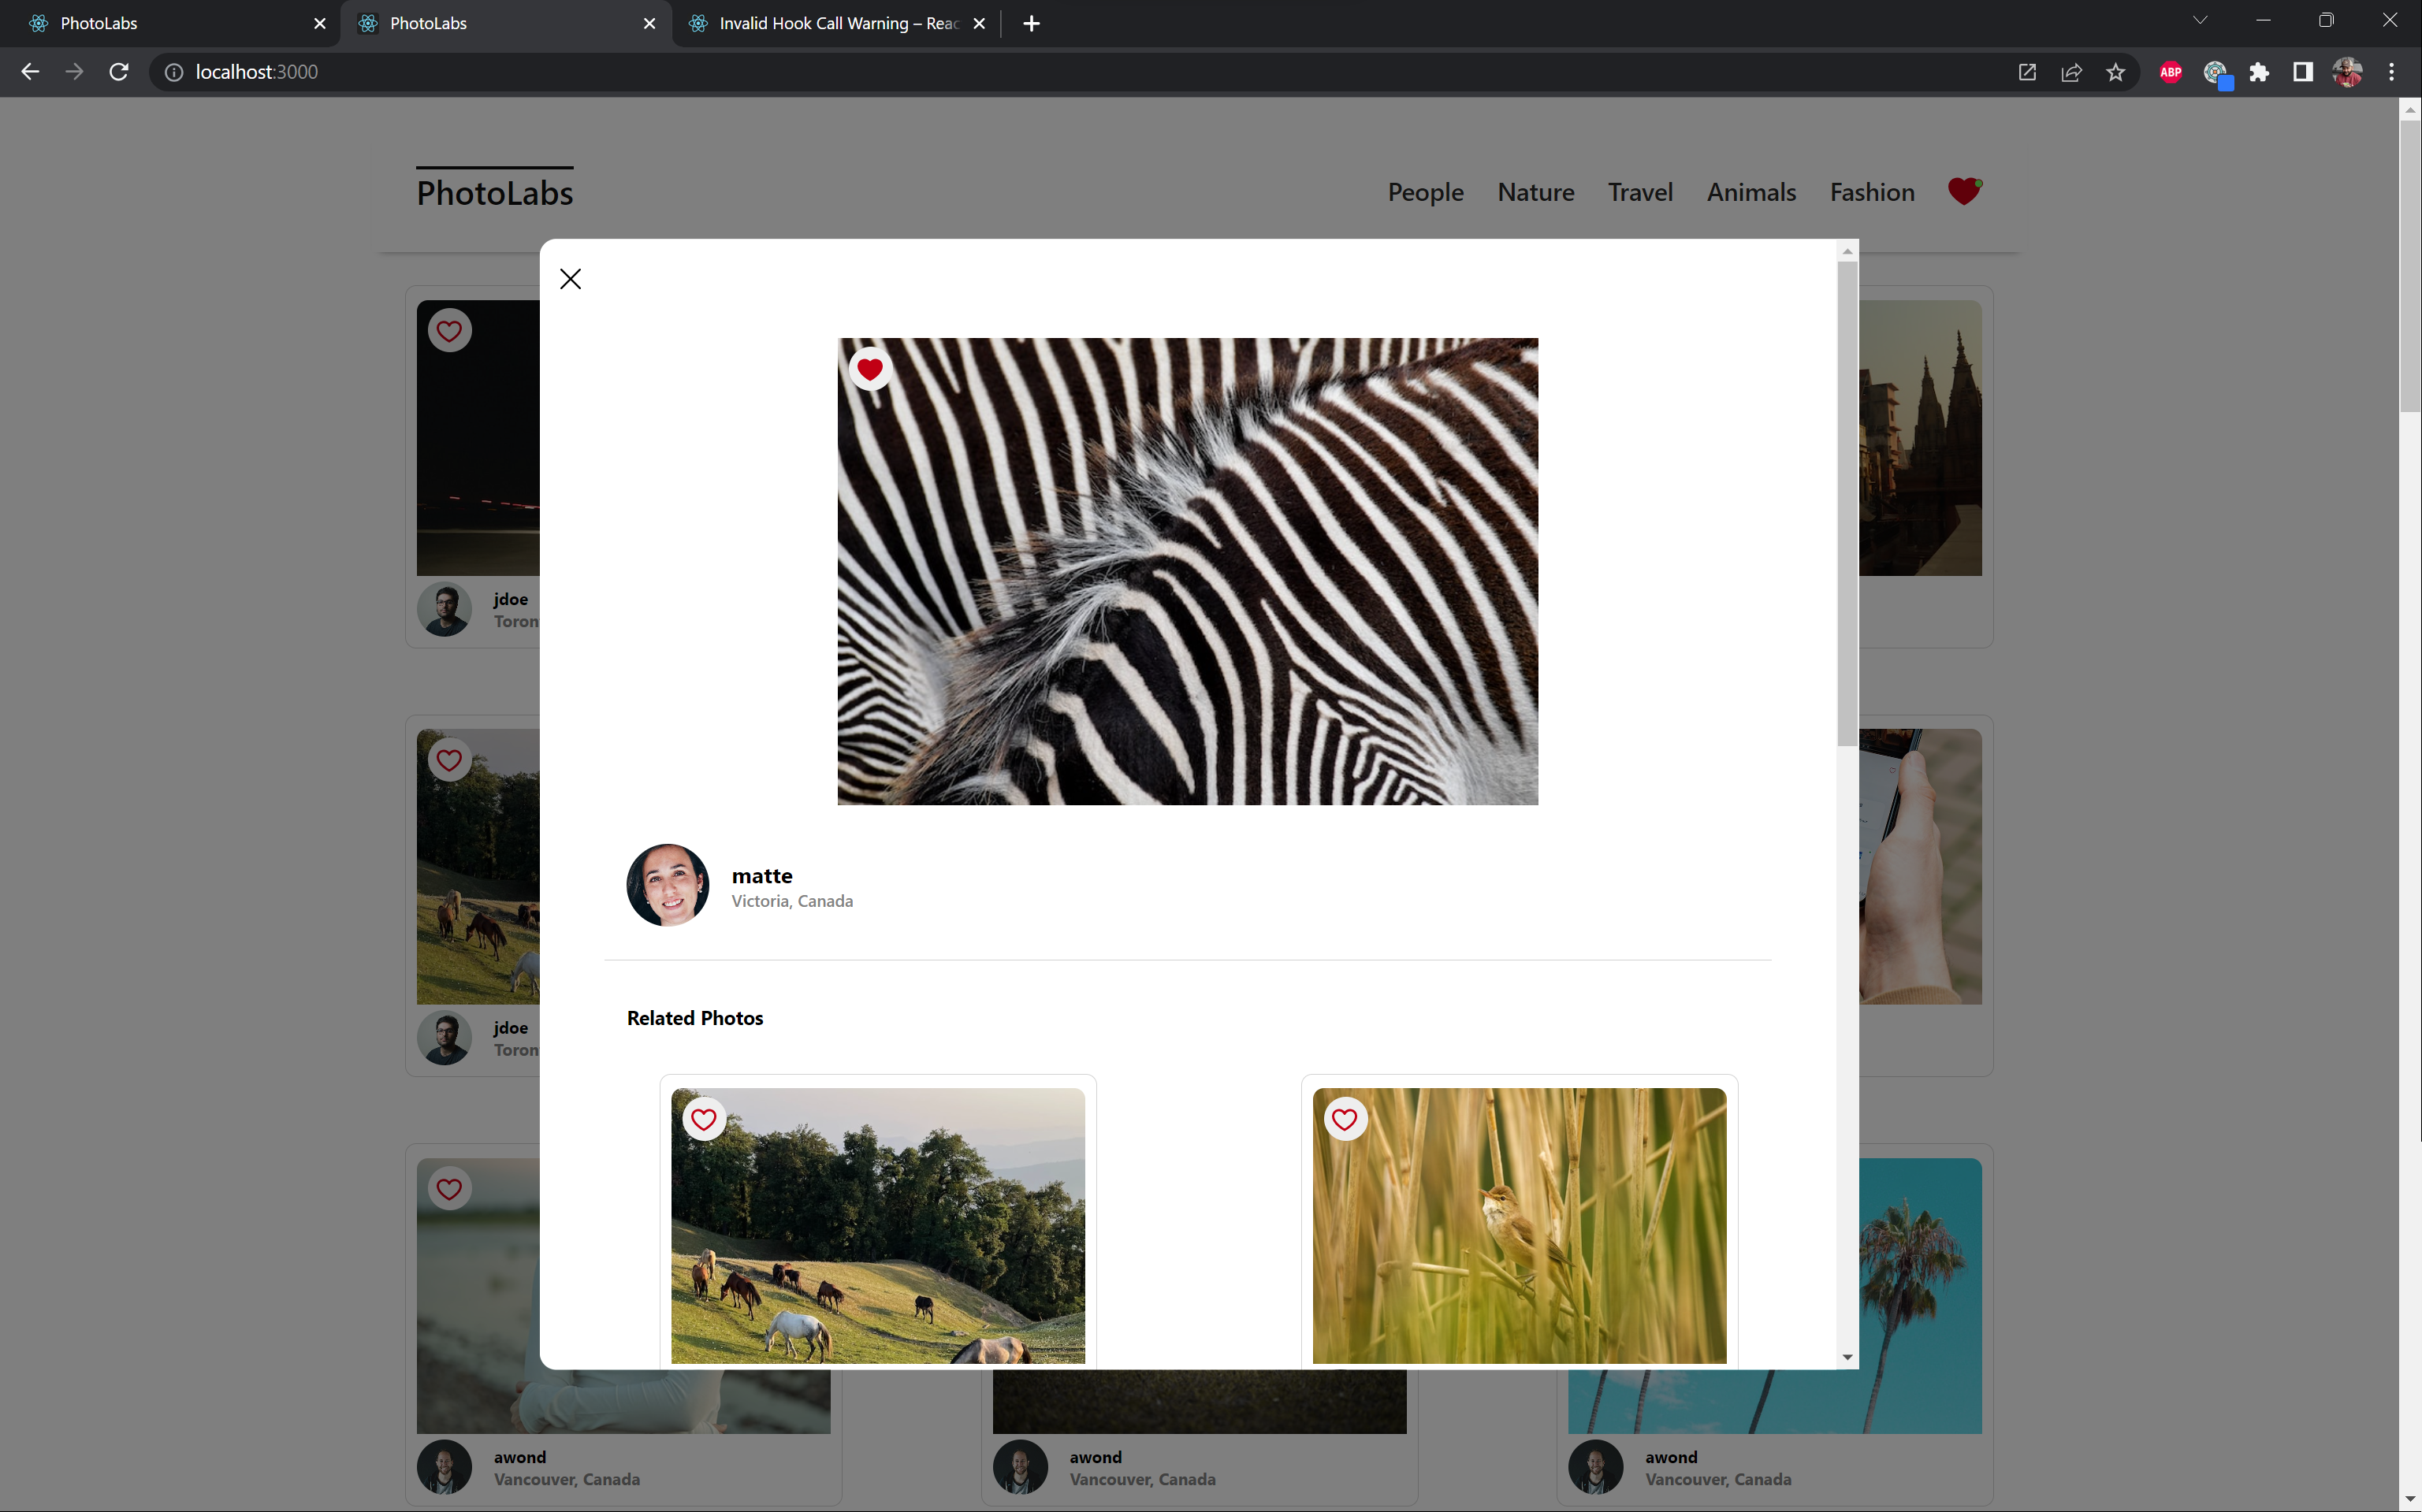 PhotoLabs
PhotoLabs
Invalid Hook Call Warning – Reac
localhost:3000
ABP
PhotoLabs
People Nature Travel Animals Fashion
jdoe
Toron
matte
Victoria, Canada
Related Photos
jdoe
Toron
awond
Vancouver, Canada
awond
Vancouver, Canada
awond
Vancouver, Canada